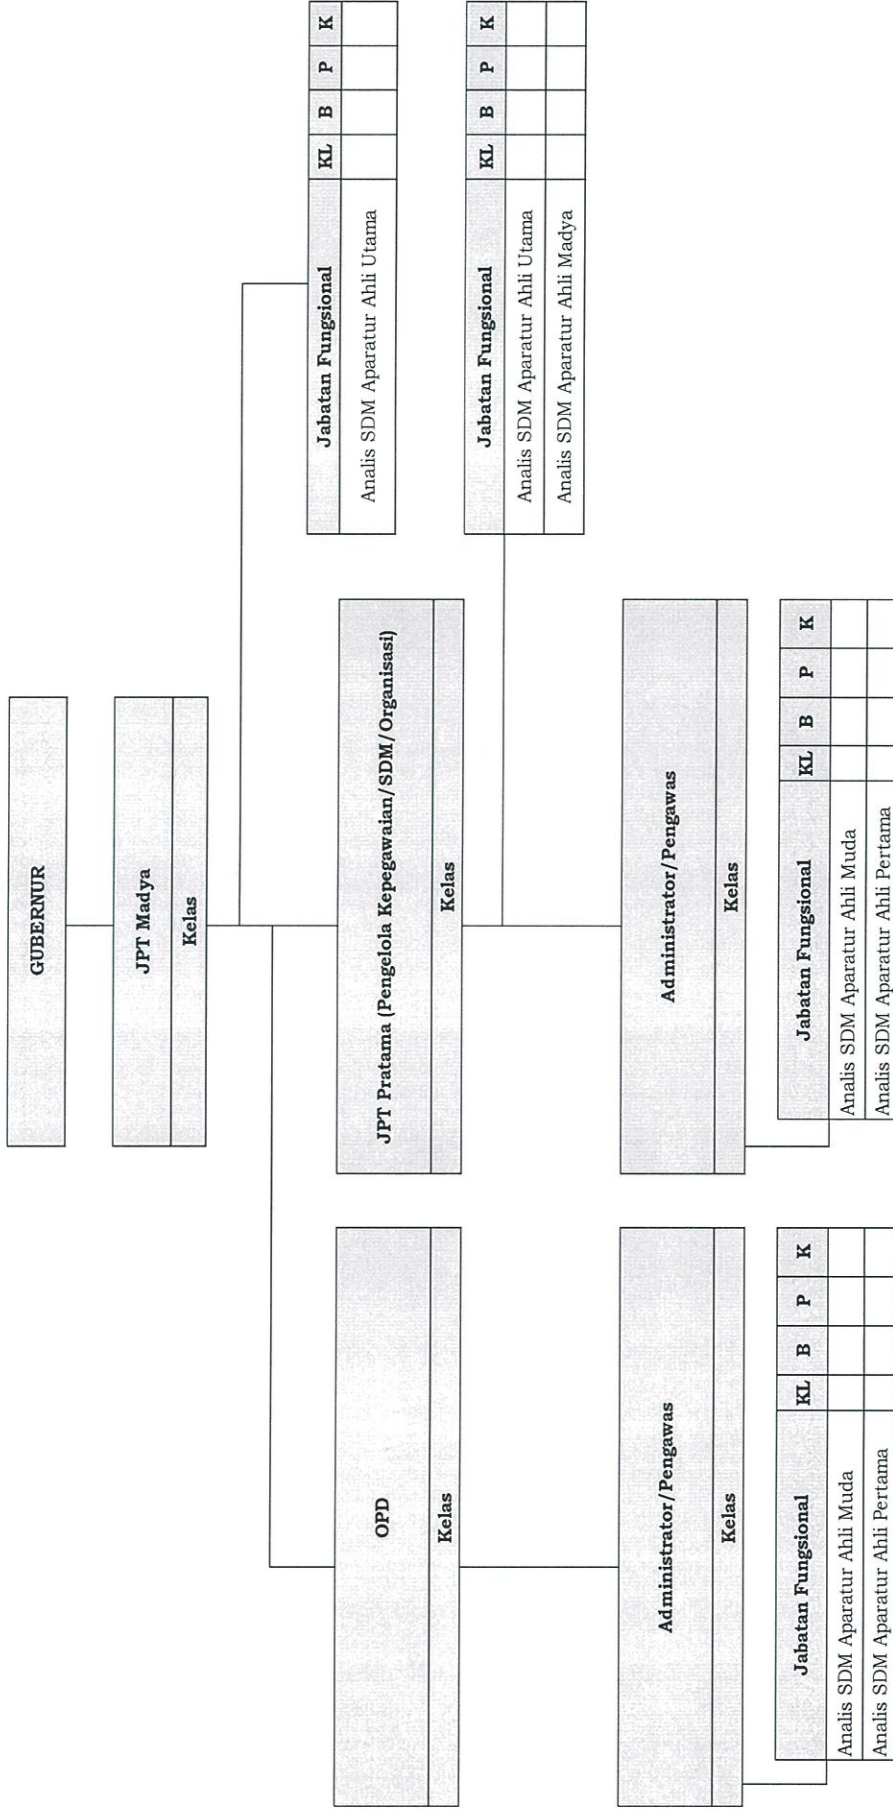 GUBERNUR
JPT Madya
Kelas
Jabatan Fungsional KL B P K
Analis SDM Aparatur Ahli Utama
OPD
Kelas
JPT Pratama (Pengelola Kepegawaian/SDM/Organisasi)
Kelas
Jabatan Fungsional KL B P K
Analis SDM Aparatur Ahli Utama
Analis SDM Aparatur Ahli Madya
Administrator/Pengawas
Kelas
Administrator/Pengawas
Kelas
Jabatan Fungsional KL B P K
Analis SDM Aparatur Ahli Muda
Analis SDM Aparatur Ahli Pertama
Jabatan Fungsional KL B P K
Analis SDM Aparatur Ahli Muda
Analis SDM Aparatur Ahli Pertama